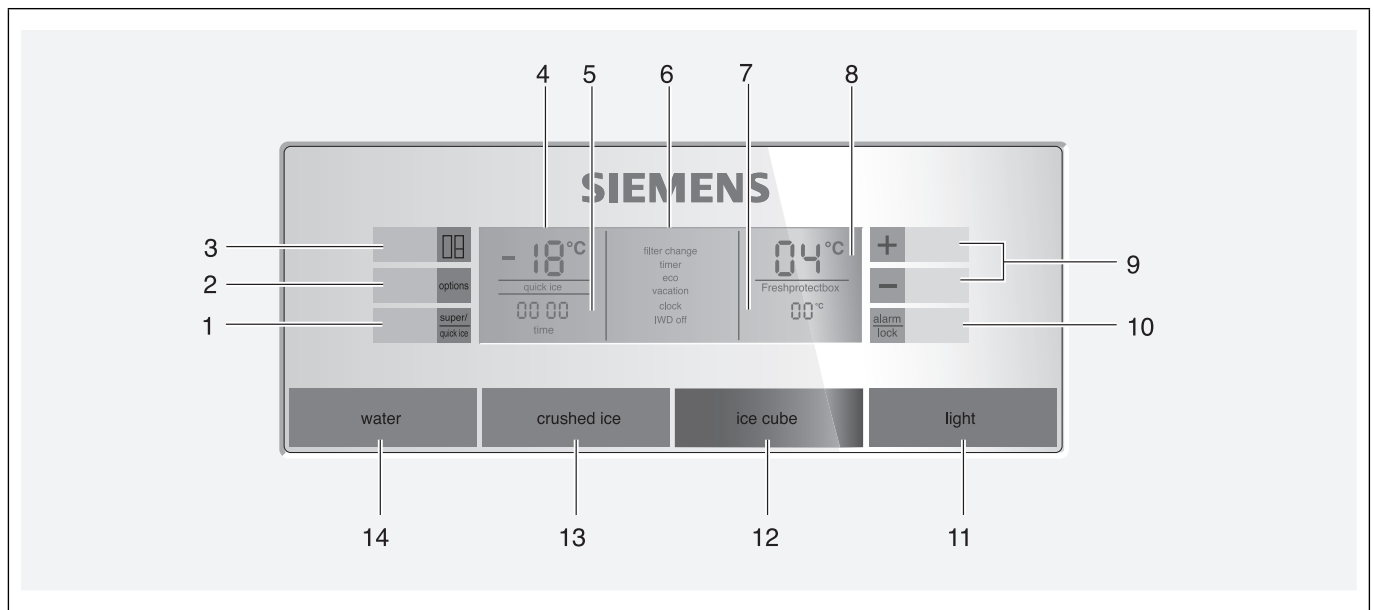 4 5 6 7 8
SIEMENS
3
2
1
options
super/
quick ice
-18°C
quick ice
00 00
time
filter change
timer
eco
vacation
clock
IWD off
04°C
Freshprotectbox
00°C
+
−
alarm
lock
9
10
water crushed ice ice cube light
14 13 12 11